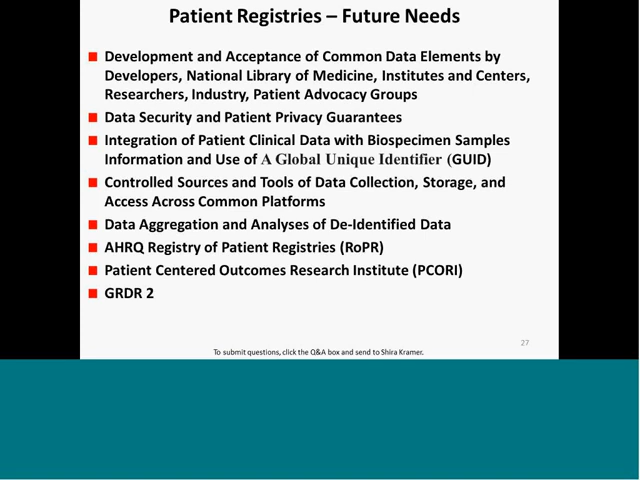 Patient Registries – Future Needs
Development and Acceptance of Common Data Elements by
Developers, National Library of Medicine, Institutes and Centers,
Researchers, Industry, Patient Advocacy Groups
Data Security and Patient Privacy Guarantees
Integration of Patient Clinical Data with Biospecimen Samples
Information and Use of A Global Unique Identifier (GUID)
Controlled Sources and Tools of Data Collection, Storage, and
Access Across Common Platforms
Data Aggregation and Analyses of De-Identified Data
AHRQ Registry of Patient Registries (RoPR)
Patient Centered Outcomes Research Institute (PCORI)
GRDR 2
27
To submit questions, click the Q&A box and send to Shira Kramer.